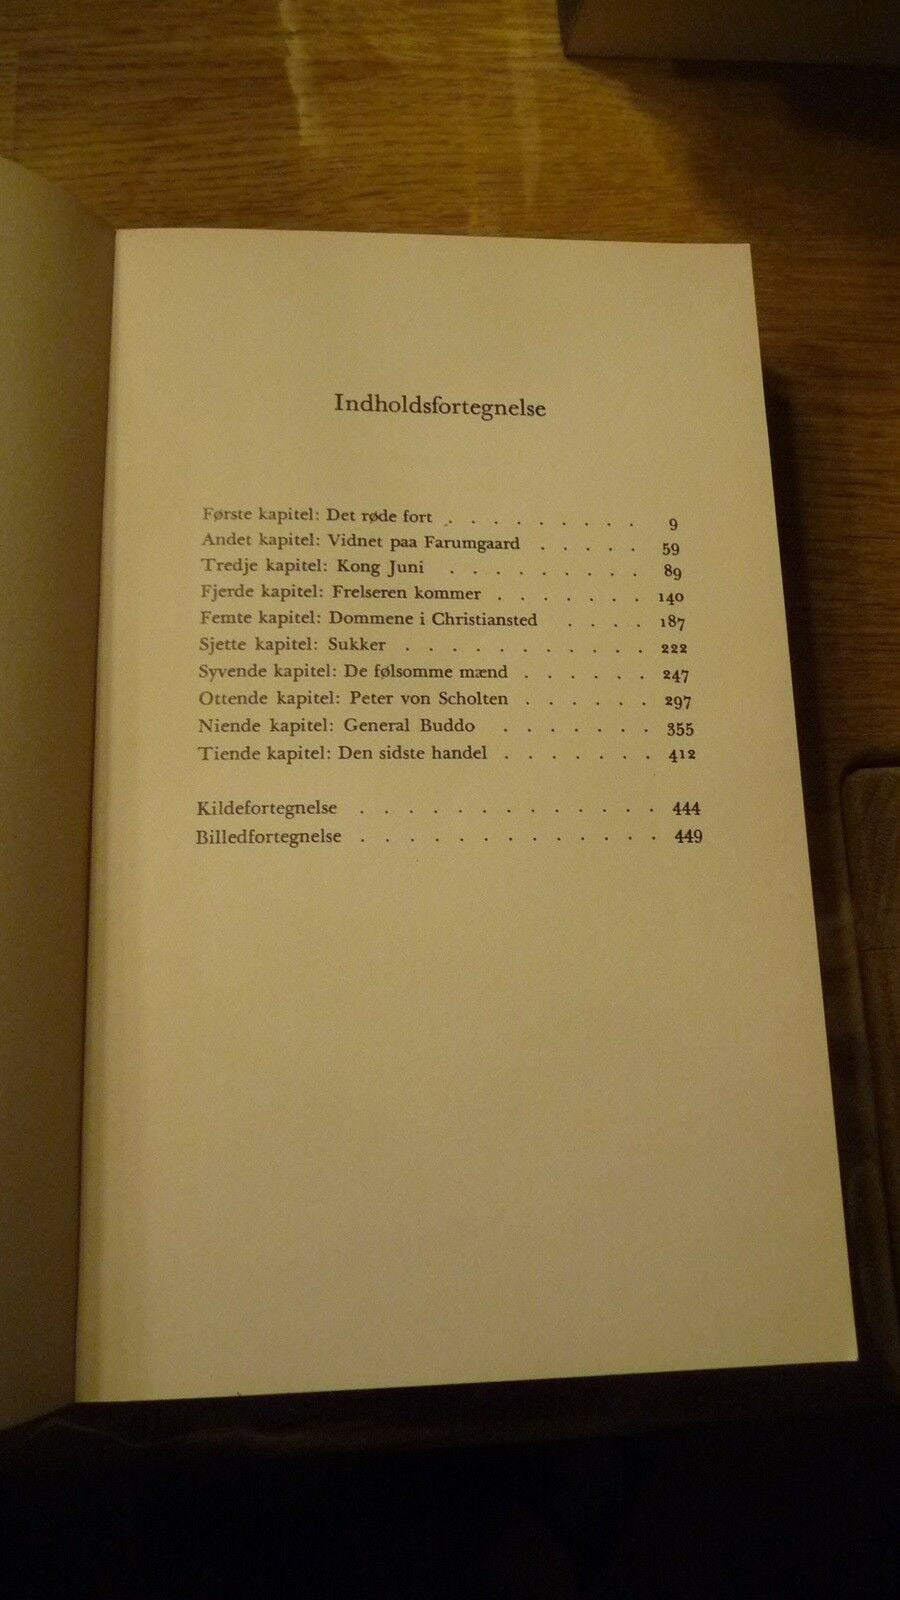 Indholdsfortegnelse
Første kapitel: Det røde fort . . . . . . . . . 9
Andet kapitel: Vidnet paa Farumgaard . . . . . 59
Tredje kapitel: Kong Juni . . . . . . . . . 89
Fjerde kapitel: Frelseren kommer . . . . . . . 140
Femte kapitel: Dommene i Christiansted . . . . 187
Sjette kapitel: Sukker . . . . . . . . . . . 222
Syvende kapitel: De følsomme mænd . . . . . . 247
Ottende kapitel: Peter von Scholten . . . . . . 297
Niende kapitel: General Buddo . . . . . . . 355
Tiende kapitel: Den sidste handel . . . . . . . 412
Kildefortegnelse . . . . . . . . . . . . . 444
Billedfortegnelse . . . . . . . . . . . . . 449